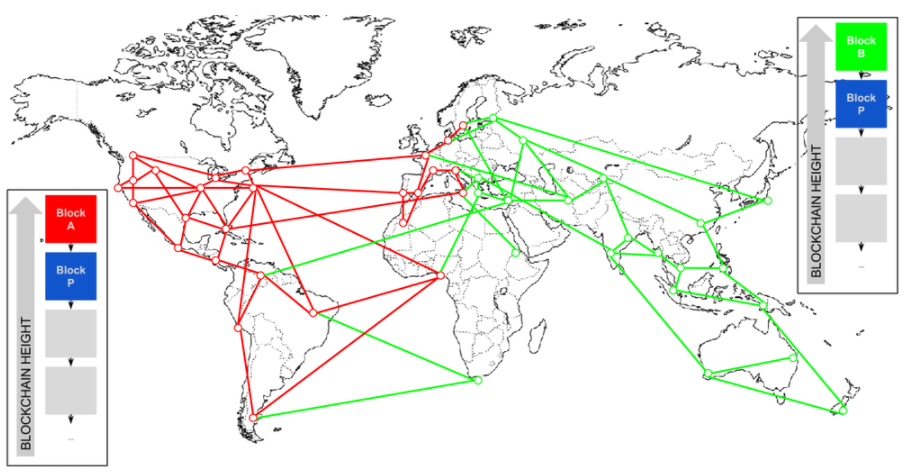 Block
A
Block
P
...
BLOCKCHAIN HEIGHT
Block
B
Block
P
...
BLOCKCHAIN HEIGHT